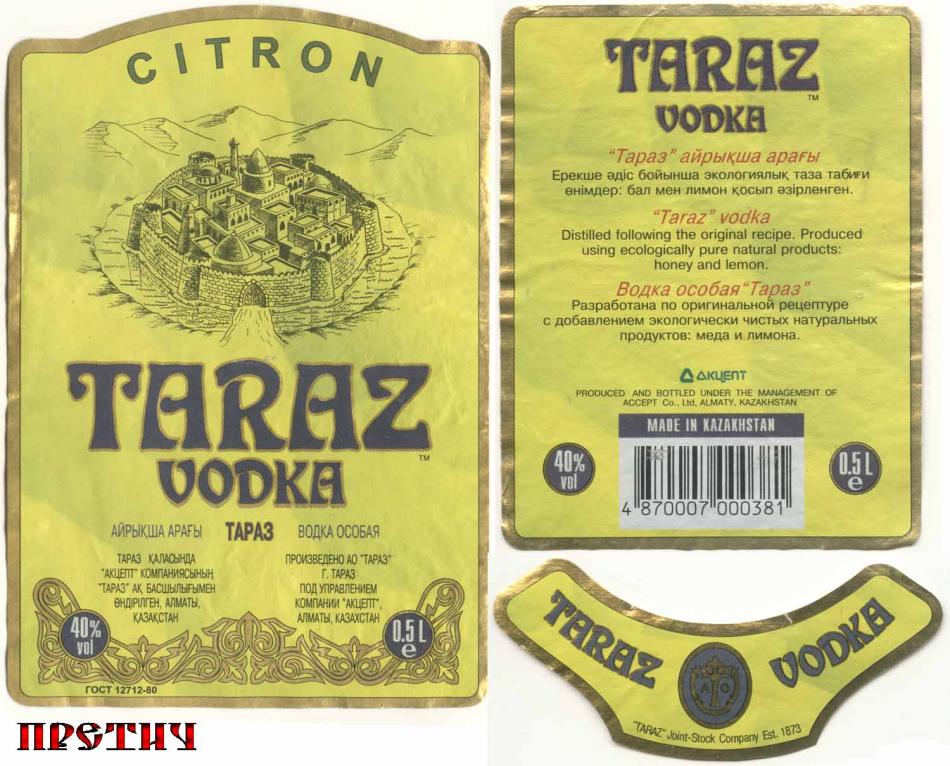 CITRON
TARAZ
TM
VODKA
АЙРЫҚША АРАҒЫ ТАРАЗ ВОДКА ОСОБАЯ
ТАРАЗ ҚАЛАСЫНДА
"АКЦЕПТ" КОМПАНИЯСЫНЫҢ
"ТАРАЗ" АҚ БАСШЫЛЫҒЫМЕН
ӨНДІРІЛГЕН, АЛМАТЫ,
ҚАЗАҚСТАН
ПРОИЗВЕДЕНО АО "ТАРАЗ"
Г. ТАРАЗ
ПОД УПРАВЛЕНИЕМ
КОМПАНИИ "АКЦЕПТ",
АЛМАТЫ, КАЗАХСТАН
40%
vol
0.5 L
e
ГОСТ 12712-80
ПРЕТИЧ
TARAZ
TM
VODKA
"Тараз" айрықша арағы
Ерекше әдіс бойынша экологиялық таза табиғи
өнімдер: бал мен лимон қосып әзірленген.
"Taraz" vodka
Distilled following the original recipe. Produced
using ecologically pure natural products:
honey and lemon.
Водка особая "Тараз"
Разработана по оригинальной рецептуре
с добавлением экологически чистых натуральных
продуктов: меда и лимона.
АКЦЕПТ
PRODUCED AND BOTTLED UNDER THE MANAGEMENT OF
ACCEPT Co., Ltd, ALMATY, KAZAKHSTAN
MADE IN KAZAKHSTAN
40%
vol
4 870007 000381
0.5 L
e
TARAZ VODKA
A O
"TARAZ" Joint-Stock Company Est. 1873